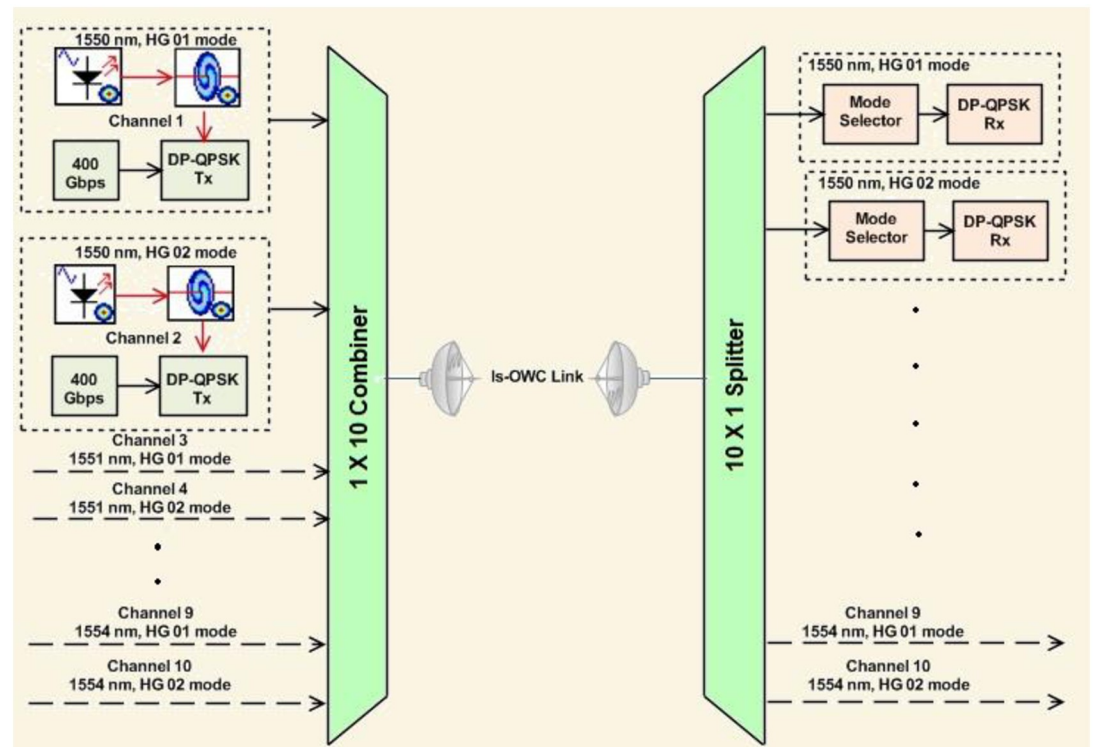 1550 nm, HG 01 mode
Channel 1
400
Gbps
DP-QPSK
Tx
1550 nm, HG 02 mode
Channel 2
400
Gbps
DP-QPSK
Tx
Channel 3
1551 nm, HG 01 mode
Channel 4
1551 nm, HG 02 mode
Channel 9
1554 nm, HG 01 mode
Channel 10
1554 nm, HG 02 mode
1 X 10 Combiner
Is-OWC Link
10 X 1 Splitter
1550 nm, HG 01 mode
Mode
Selector
DP-QPSK
Rx
1550 nm, HG 02 mode
Mode
Selector
DP-QPSK
Rx
Channel 9
1554 nm, HG 01 mode
Channel 10
1554 nm, HG 02 mode